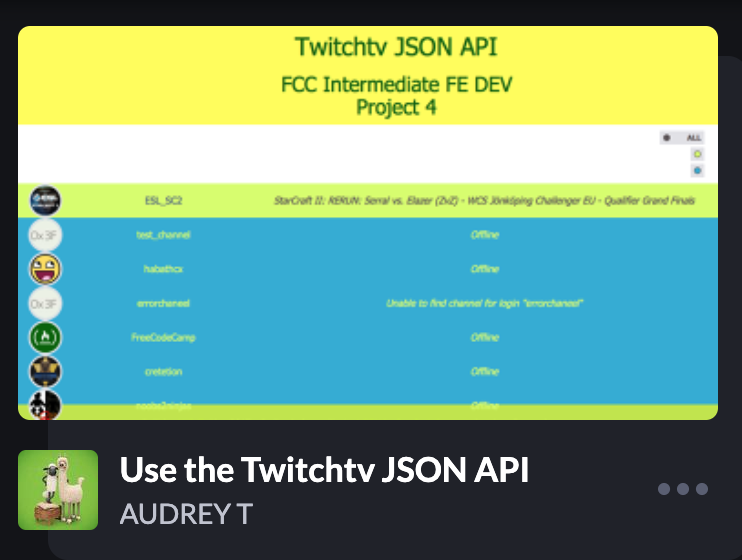 Twitchtv JSON API
FCC Intermediate FE DEV
Project 4
ALL
ESL_SC2 StarCraft II: RERUN: Serral vs. Elazer (ZvZ) - WCS Jönköping Challenger EU - Qualifier Grand Finals
0x3F test_channel Offline
habathcx Offline
0x3F errorchaneel Unable to find channel for login "errorchaneel"
FreeCodeCamp Offline
cretetion Offline
noobs2ninjas Offline
Use the Twitchtv JSON API
AUDREY T